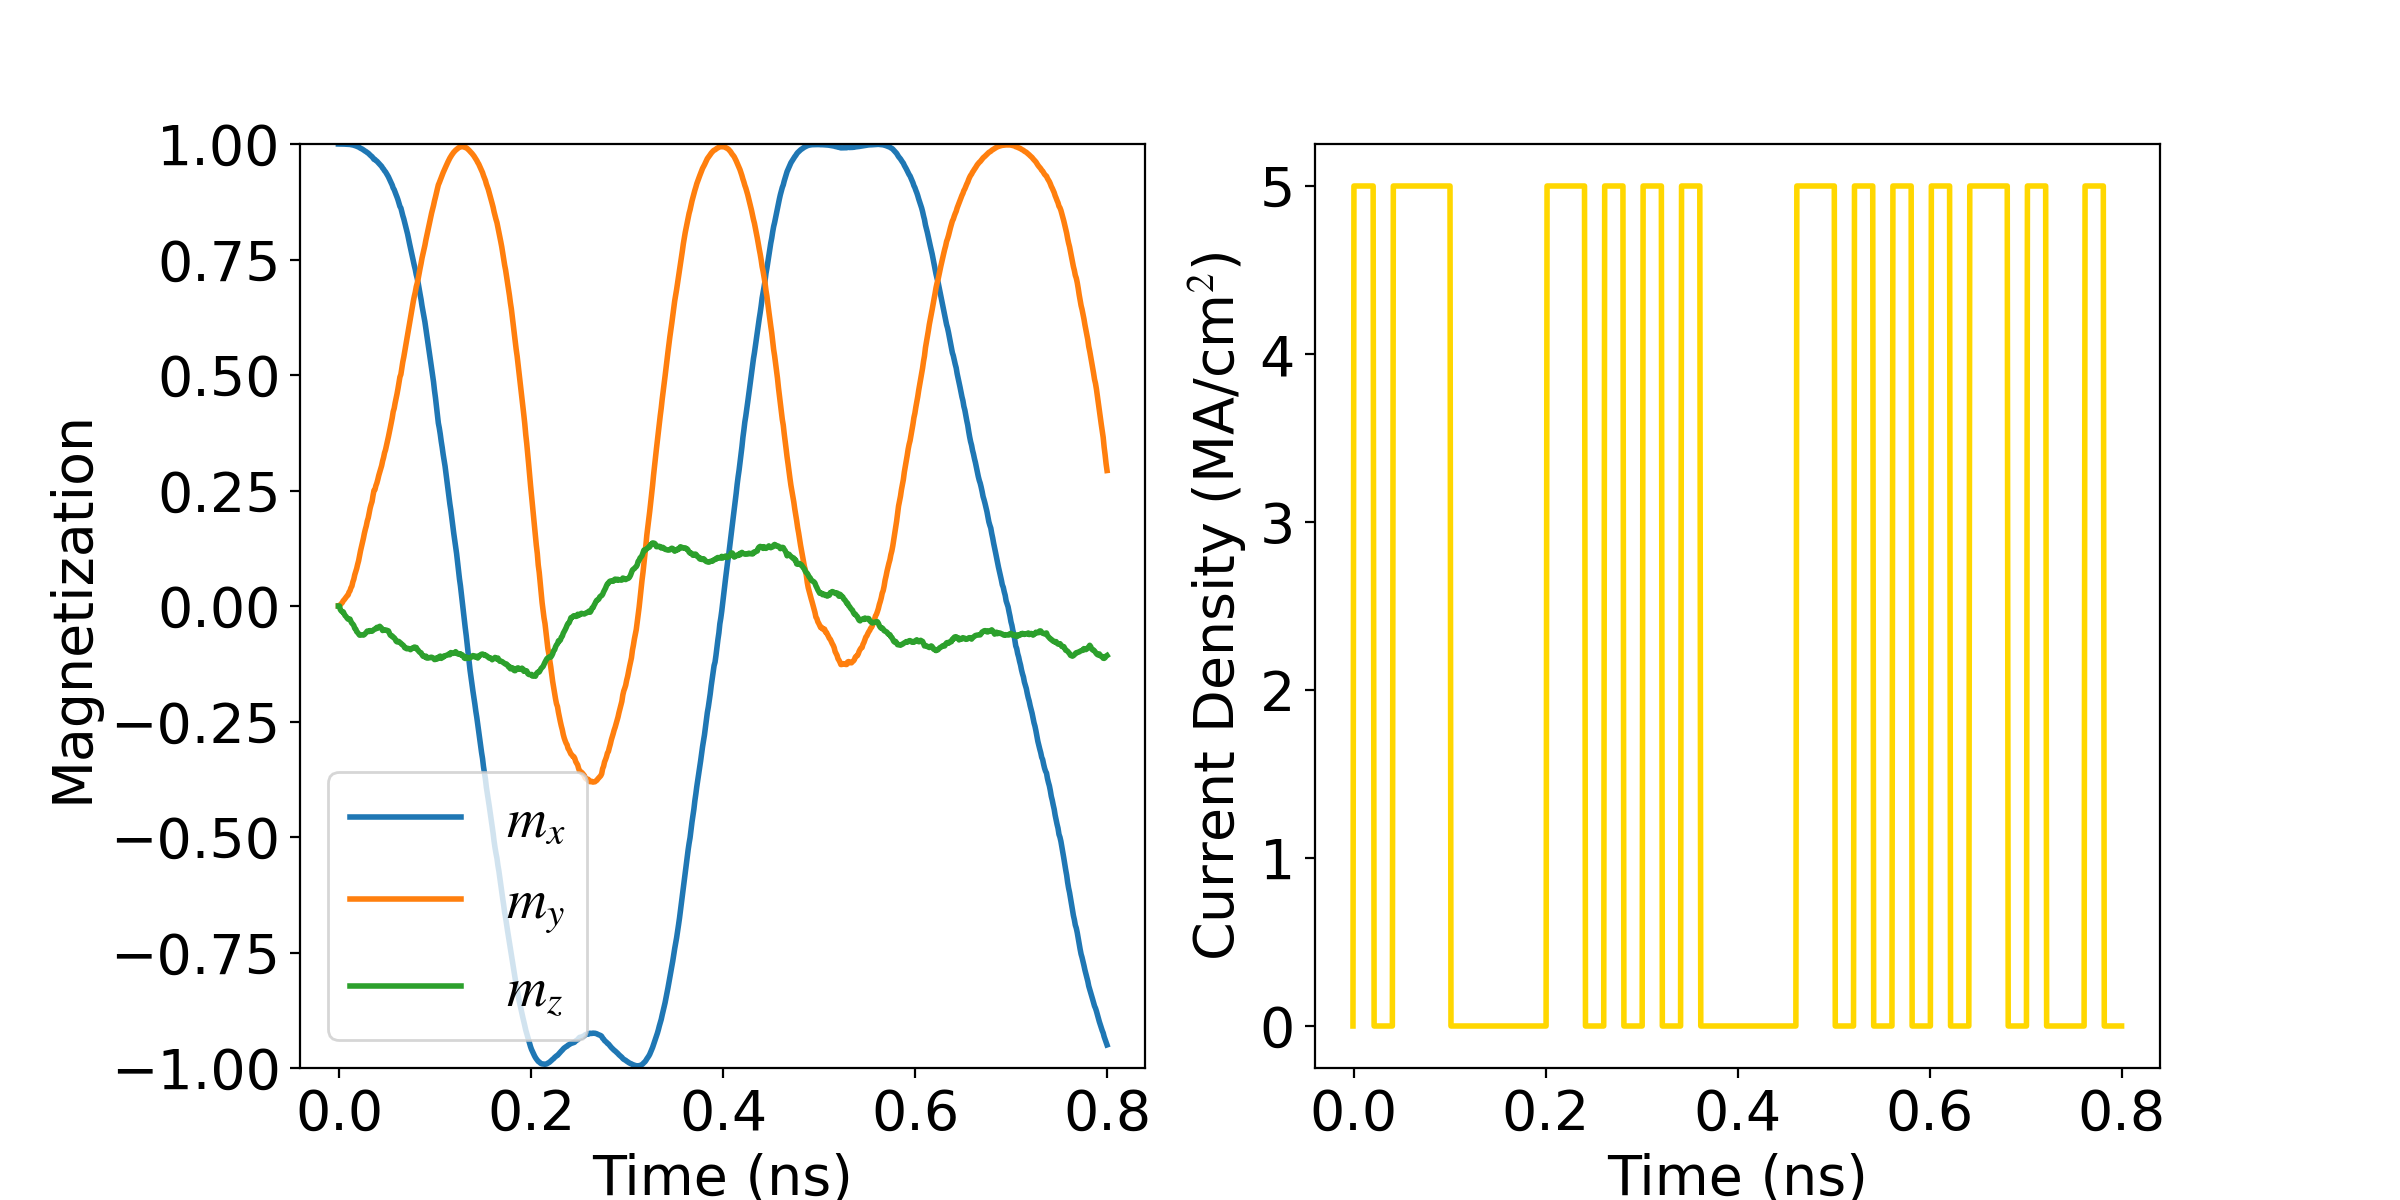 Magnetization
1.00
0.75
0.50
0.25
0.00
−0.25
−0.50
−0.75
−1.00
m_x
m_y
m_z
0.0 0.2 0.4 0.6 0.8
Time (ns)
Current Density (MA/cm²)
5
4
3
2
1
0
0.0 0.2 0.4 0.6 0.8
Time (ns)